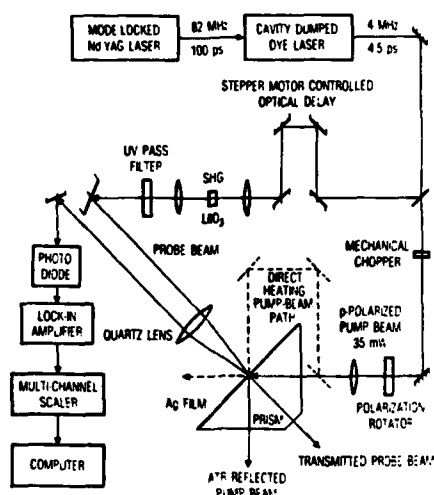 MODE LOCKED
Nd YAG LASER
82 MHz
100 ps
CAVITY DUMPED
DYE LASER
4 MHz
4.5 ps
STEPPER MOTOR CONTROLLED
OPTICAL DELAY
UV PASS
FILTER
SHG
LiIO3
PROBE BEAM
MECHANICAL
CHOPPER
PHOTO
DIODE
DIRECT
HEATING
PUMP-BEAM
PATH
LOCK-IN
AMPLIFIER
QUARTZ LENS
p-POLARIZED
PUMP BEAM
35 mW
MULTI-CHANNEL
SCALER
Ag FILM
PRISM
POLARIZATION
ROTATOR
COMPUTER
TRANSMITTED PROBE BEAM
ATR REFLECTED
PUMP BEAM